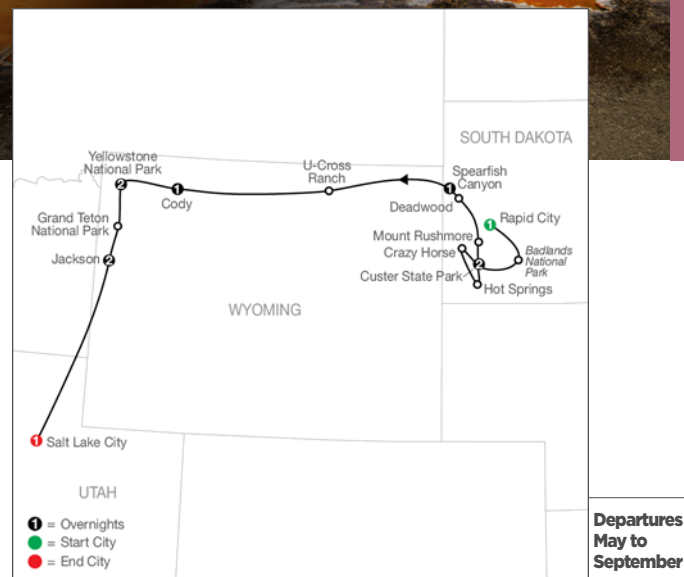 SOUTH DAKOTA
Yellowstone
National Park
2
1
Cody
U-Cross
Ranch
1
Spearfish
Canyon
Deadwood
1
Rapid City
Grand Teton
National Park
Mount Rushmore
Crazy Horse
Badlands
National
Park
Jackson
2
Custer State Park
2
Hot Springs
WYOMING
1
Salt Lake City
UTAH
1 = Overnights
= Start City
= End City
Departures
May to
September